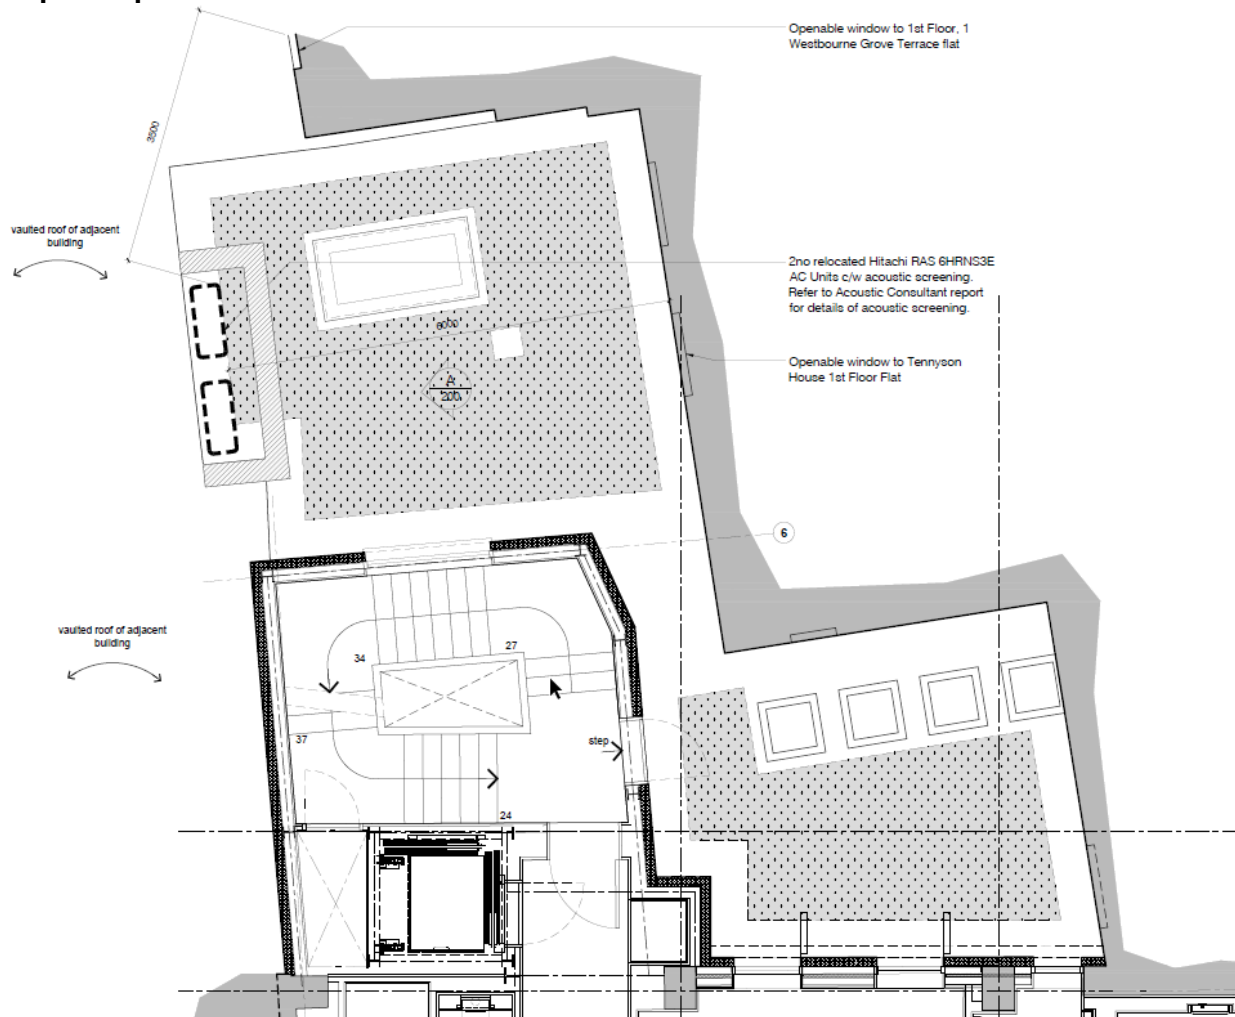 Openable window to 1st Floor, 1
Westbourne Grove Terrace flat
3500
vaulted roof of adjacent
building
2no relocated Hitachi RAS 6HRNS3E
AC Units c/w acoustic screening.
Refer to Acoustic Consultant report
for details of acoustic screening.
6000
Openable window to Tennyson
House 1st Floor Flat
A
200
6
vaulted roof of adjacent
building
27
34
37
step
24